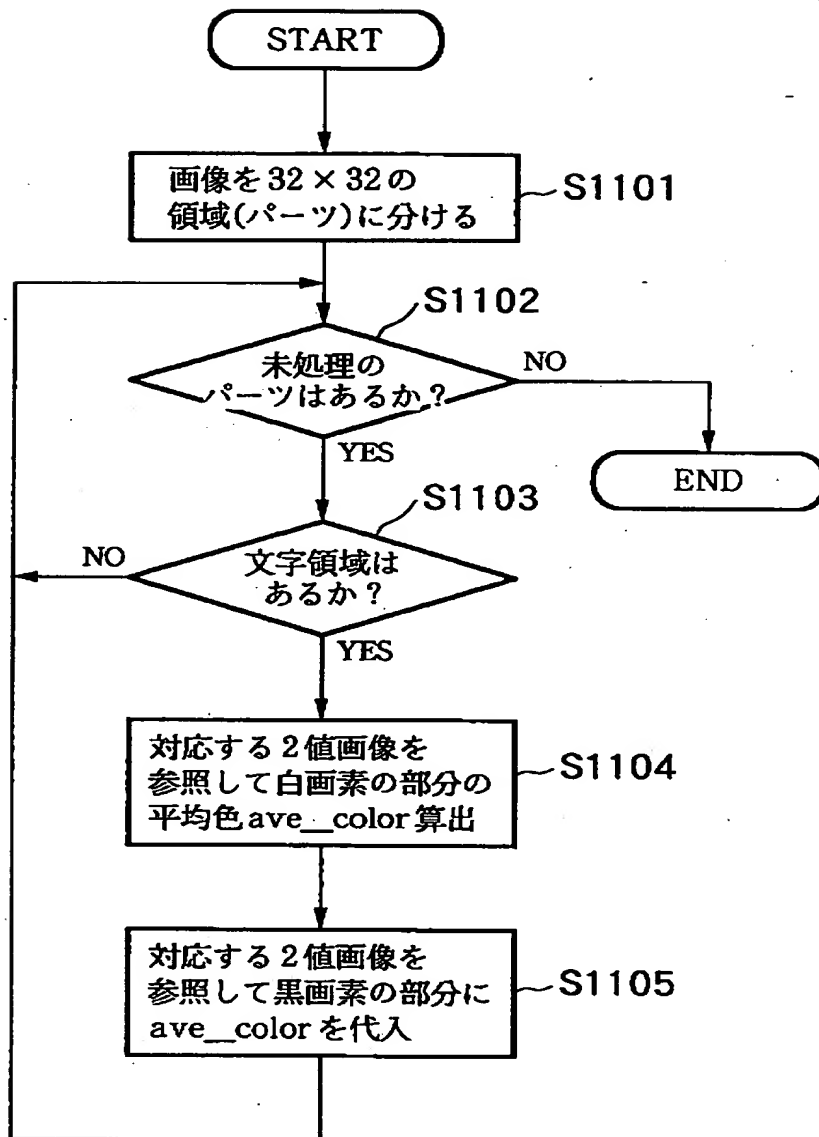 START
画像を32×32の
領域(パーツ)に分ける
S1101
S1102
未処理の
パーツはあるか?
NO
YES
END
S1103
文字領域は
あるか?
NO
YES
対応する2値画像を
参照して白画素の部分の
平均色ave__color算出
S1104
対応する2値画像を
参照して黒画素の部分に
ave__colorを代入
S1105